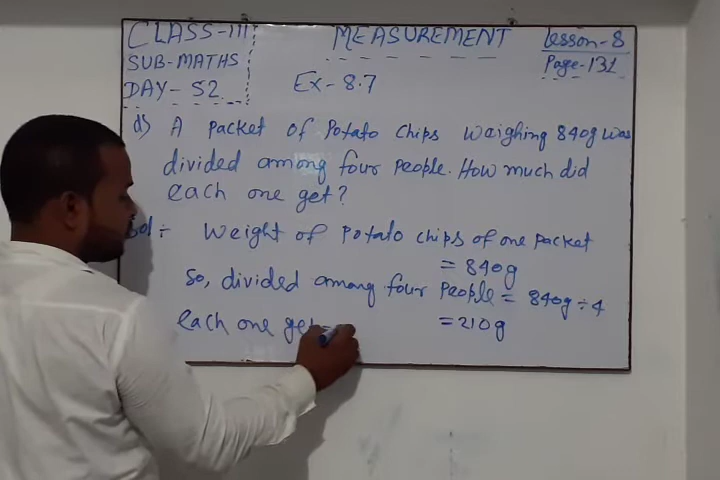 CLASS-III
SUB-MATHS
DAY-52
MEASUREMENT
Ex-8.7
Lesson-8
Page-131
d) A packet of Potato chips weighing 840g was
divided among four people. How much did
each one get?
Sol÷ Weight of Potato chips of one packet
= 840g
So, divided among four people = 840g÷4
each one get = 210g